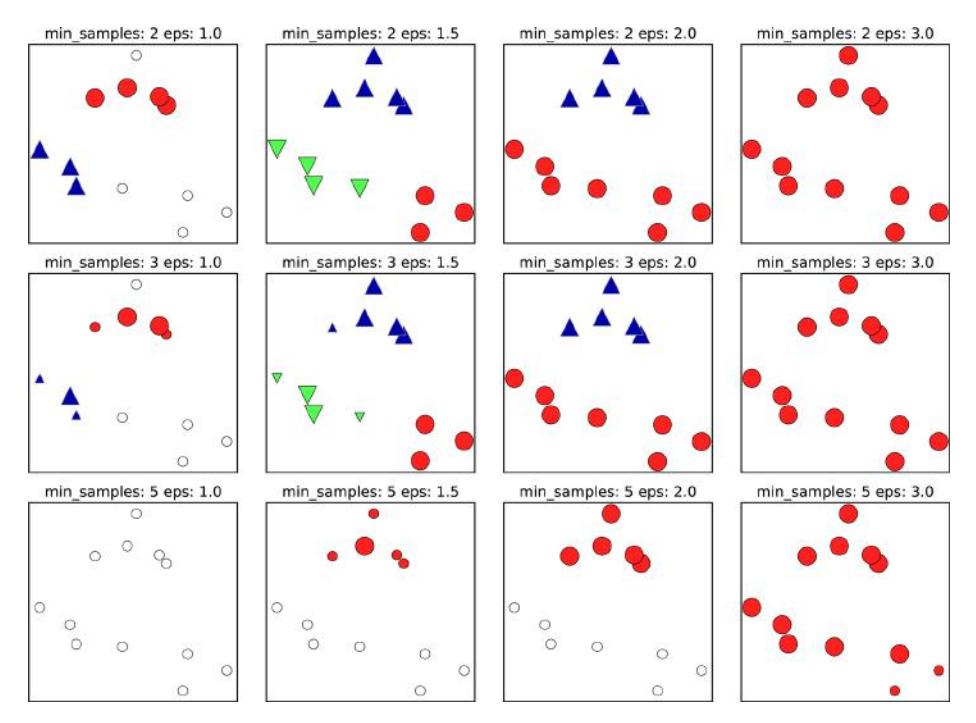 min_samples: 2 eps: 1.0
min_samples: 2 eps: 1.5
min_samples: 2 eps: 2.0
min_samples: 2 eps: 3.0
min_samples: 3 eps: 1.0
min_samples: 3 eps: 1.5
min_samples: 3 eps: 2.0
min_samples: 3 eps: 3.0
min_samples: 5 eps: 1.0
min_samples: 5 eps: 1.5
min_samples: 5 eps: 2.0
min_samples: 5 eps: 3.0